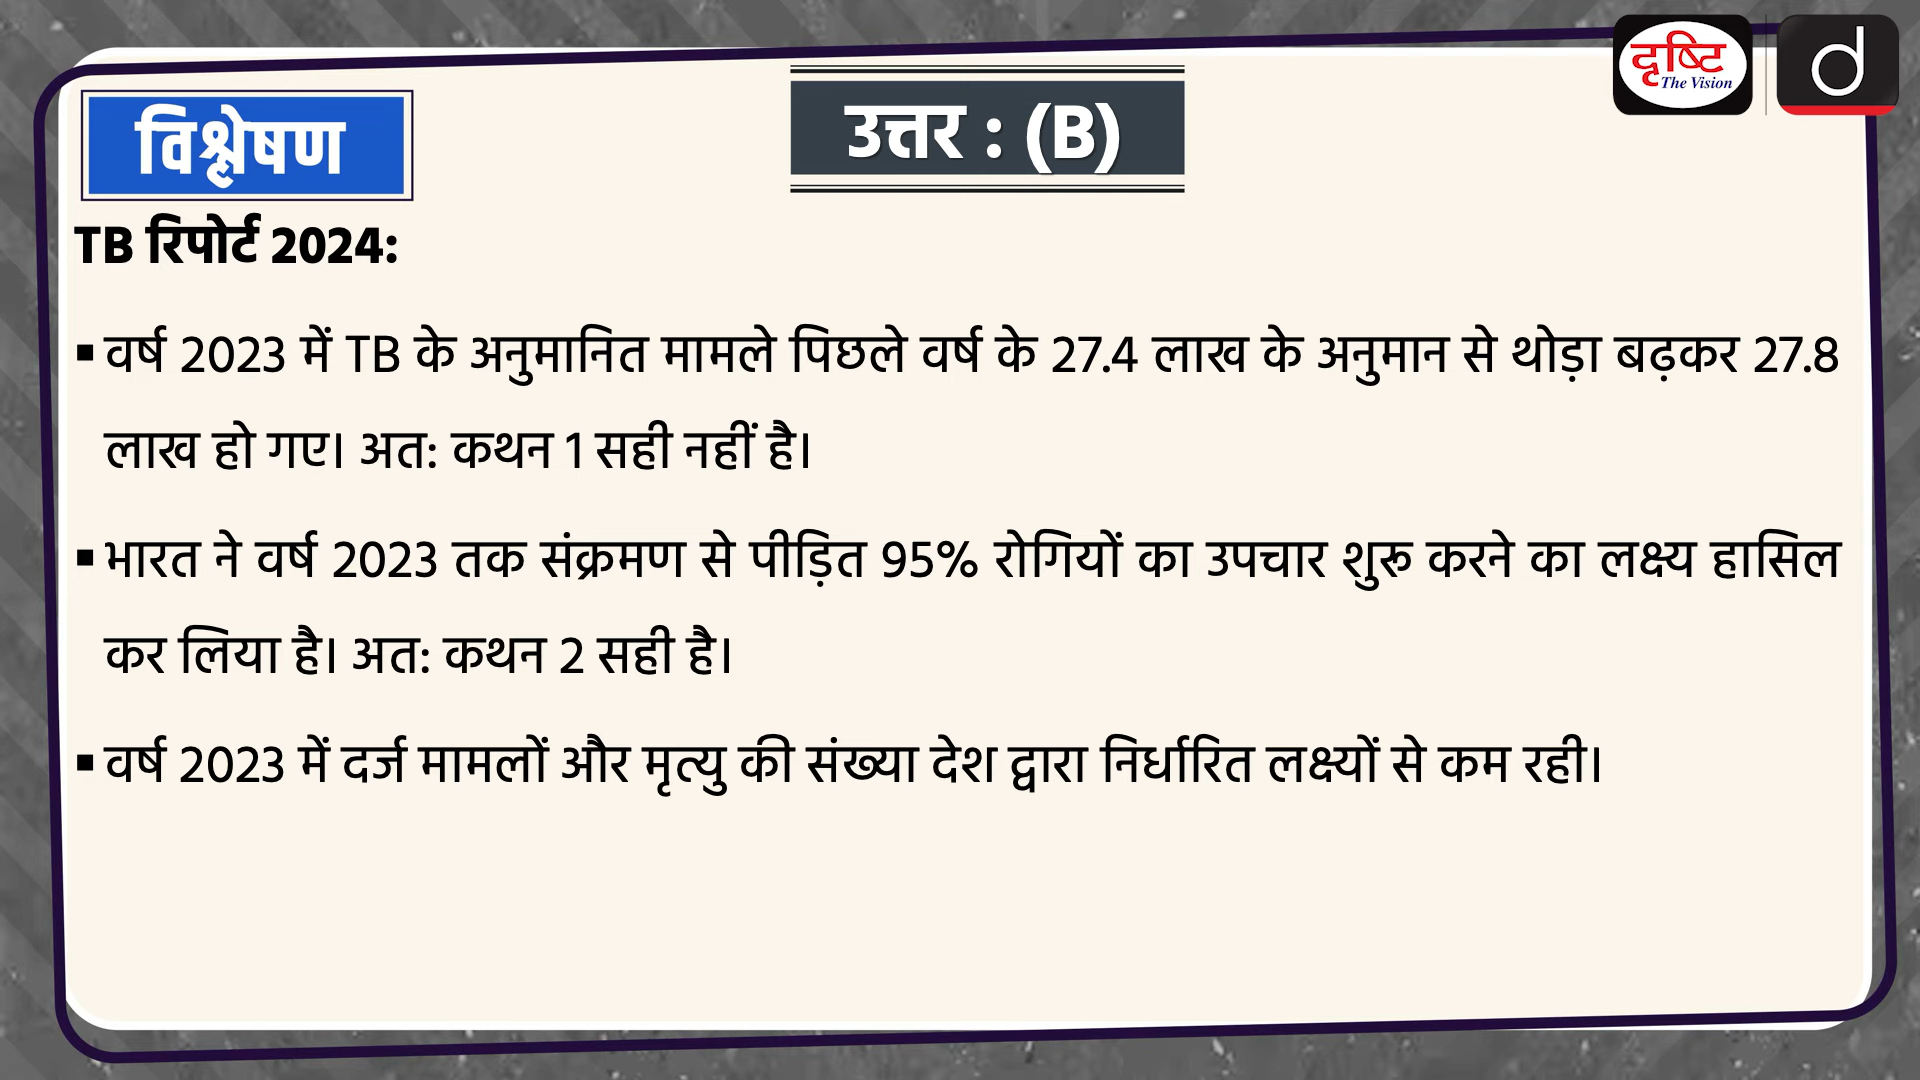 दृष्टि
The Vision
d
विश्लेषण
उत्तर : (B)
TB रिपोर्ट 2024:
▪ वर्ष 2023 में TB के अनुमानित मामले पिछले वर्ष के 27.4 लाख के अनुमान से थोड़ा बढ़कर 27.8
लाख हो गए। अतः कथन 1 सही नहीं है।
▪ भारत ने वर्ष 2023 तक संक्रमण से पीड़ित 95% रोगियों का उपचार शुरू करने का लक्ष्य हासिल
कर लिया है। अतः कथन 2 सही है।
▪ वर्ष 2023 में दर्ज मामलों और मृत्यु की संख्या देश द्वारा निर्धारित लक्ष्यों से कम रही।